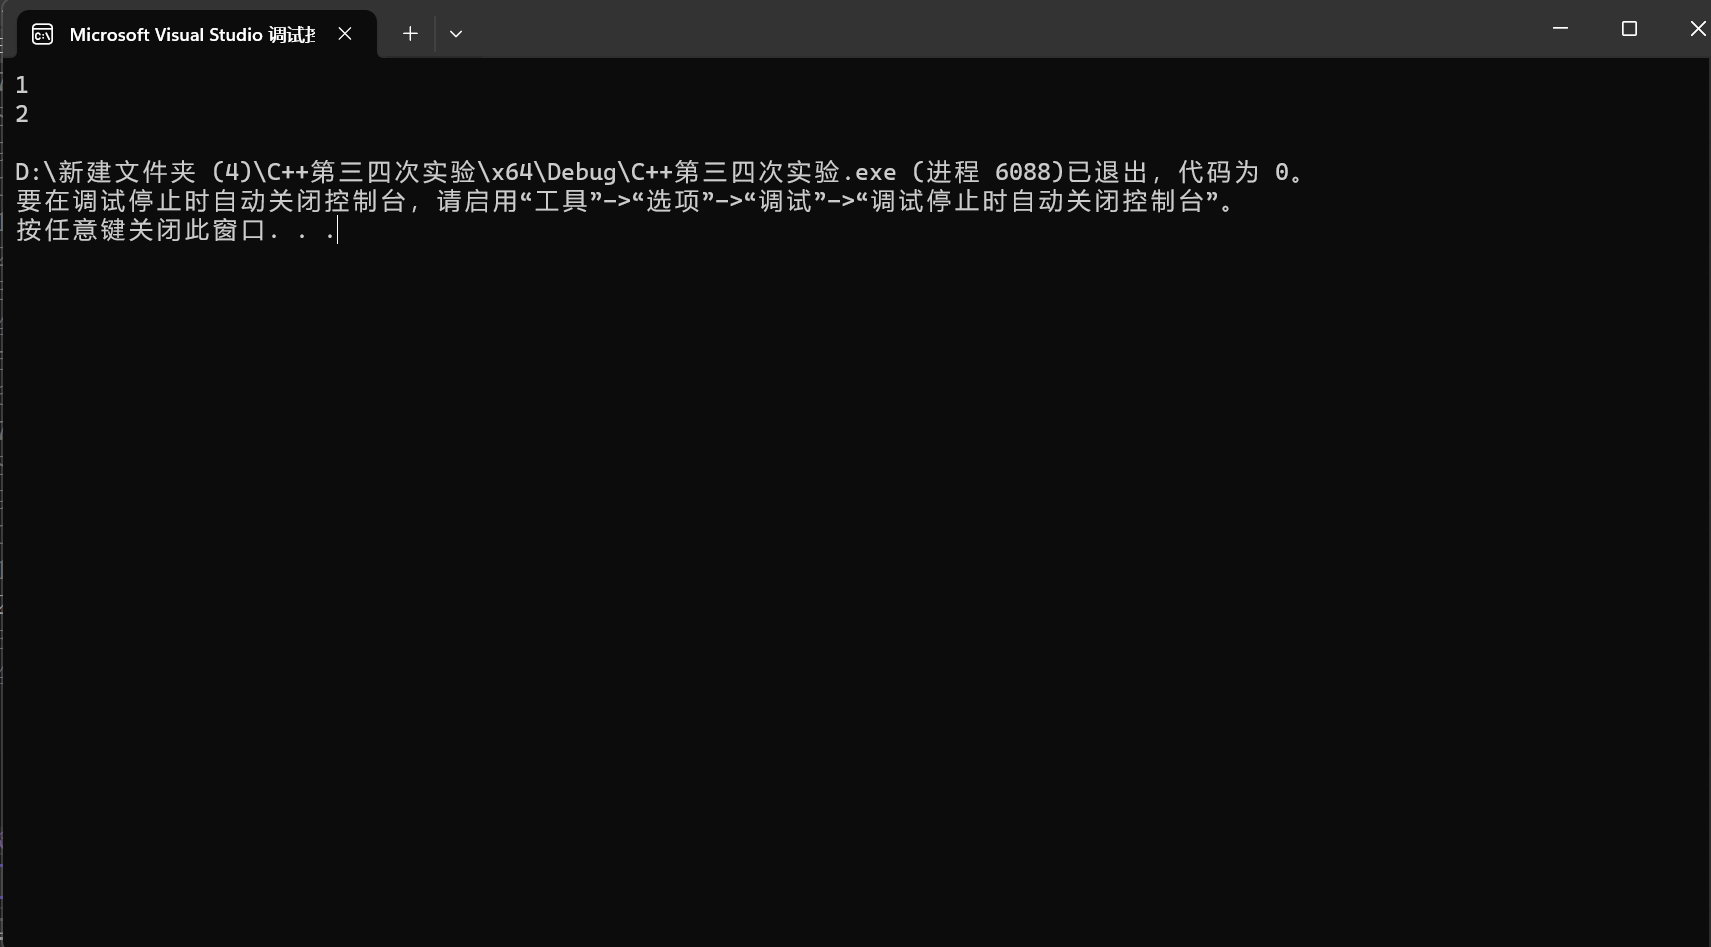 Microsoft Visual Studio 调试
1
2
D:\新建文件夹 (4)\C++第三四次实验\x64\Debug\C++第三四次实验.exe (进程 6088)已退出，代码为 0。
要在调试停止时自动关闭控制台，请启用“工具”->“选项”->“调试”->“调试停止时自动关闭控制台”。
按任意键关闭此窗口. . .